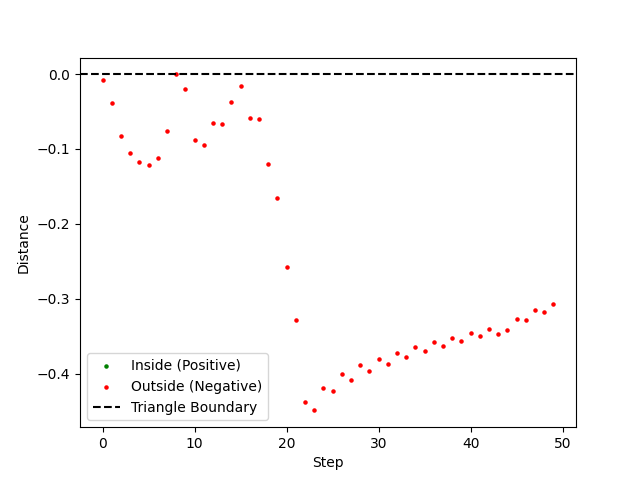 0.0
−0.1
−0.2
−0.3
−0.4
Distance
Inside (Positive)
Outside (Negative)
Triangle Boundary
0 10 20 30 40 50
Step